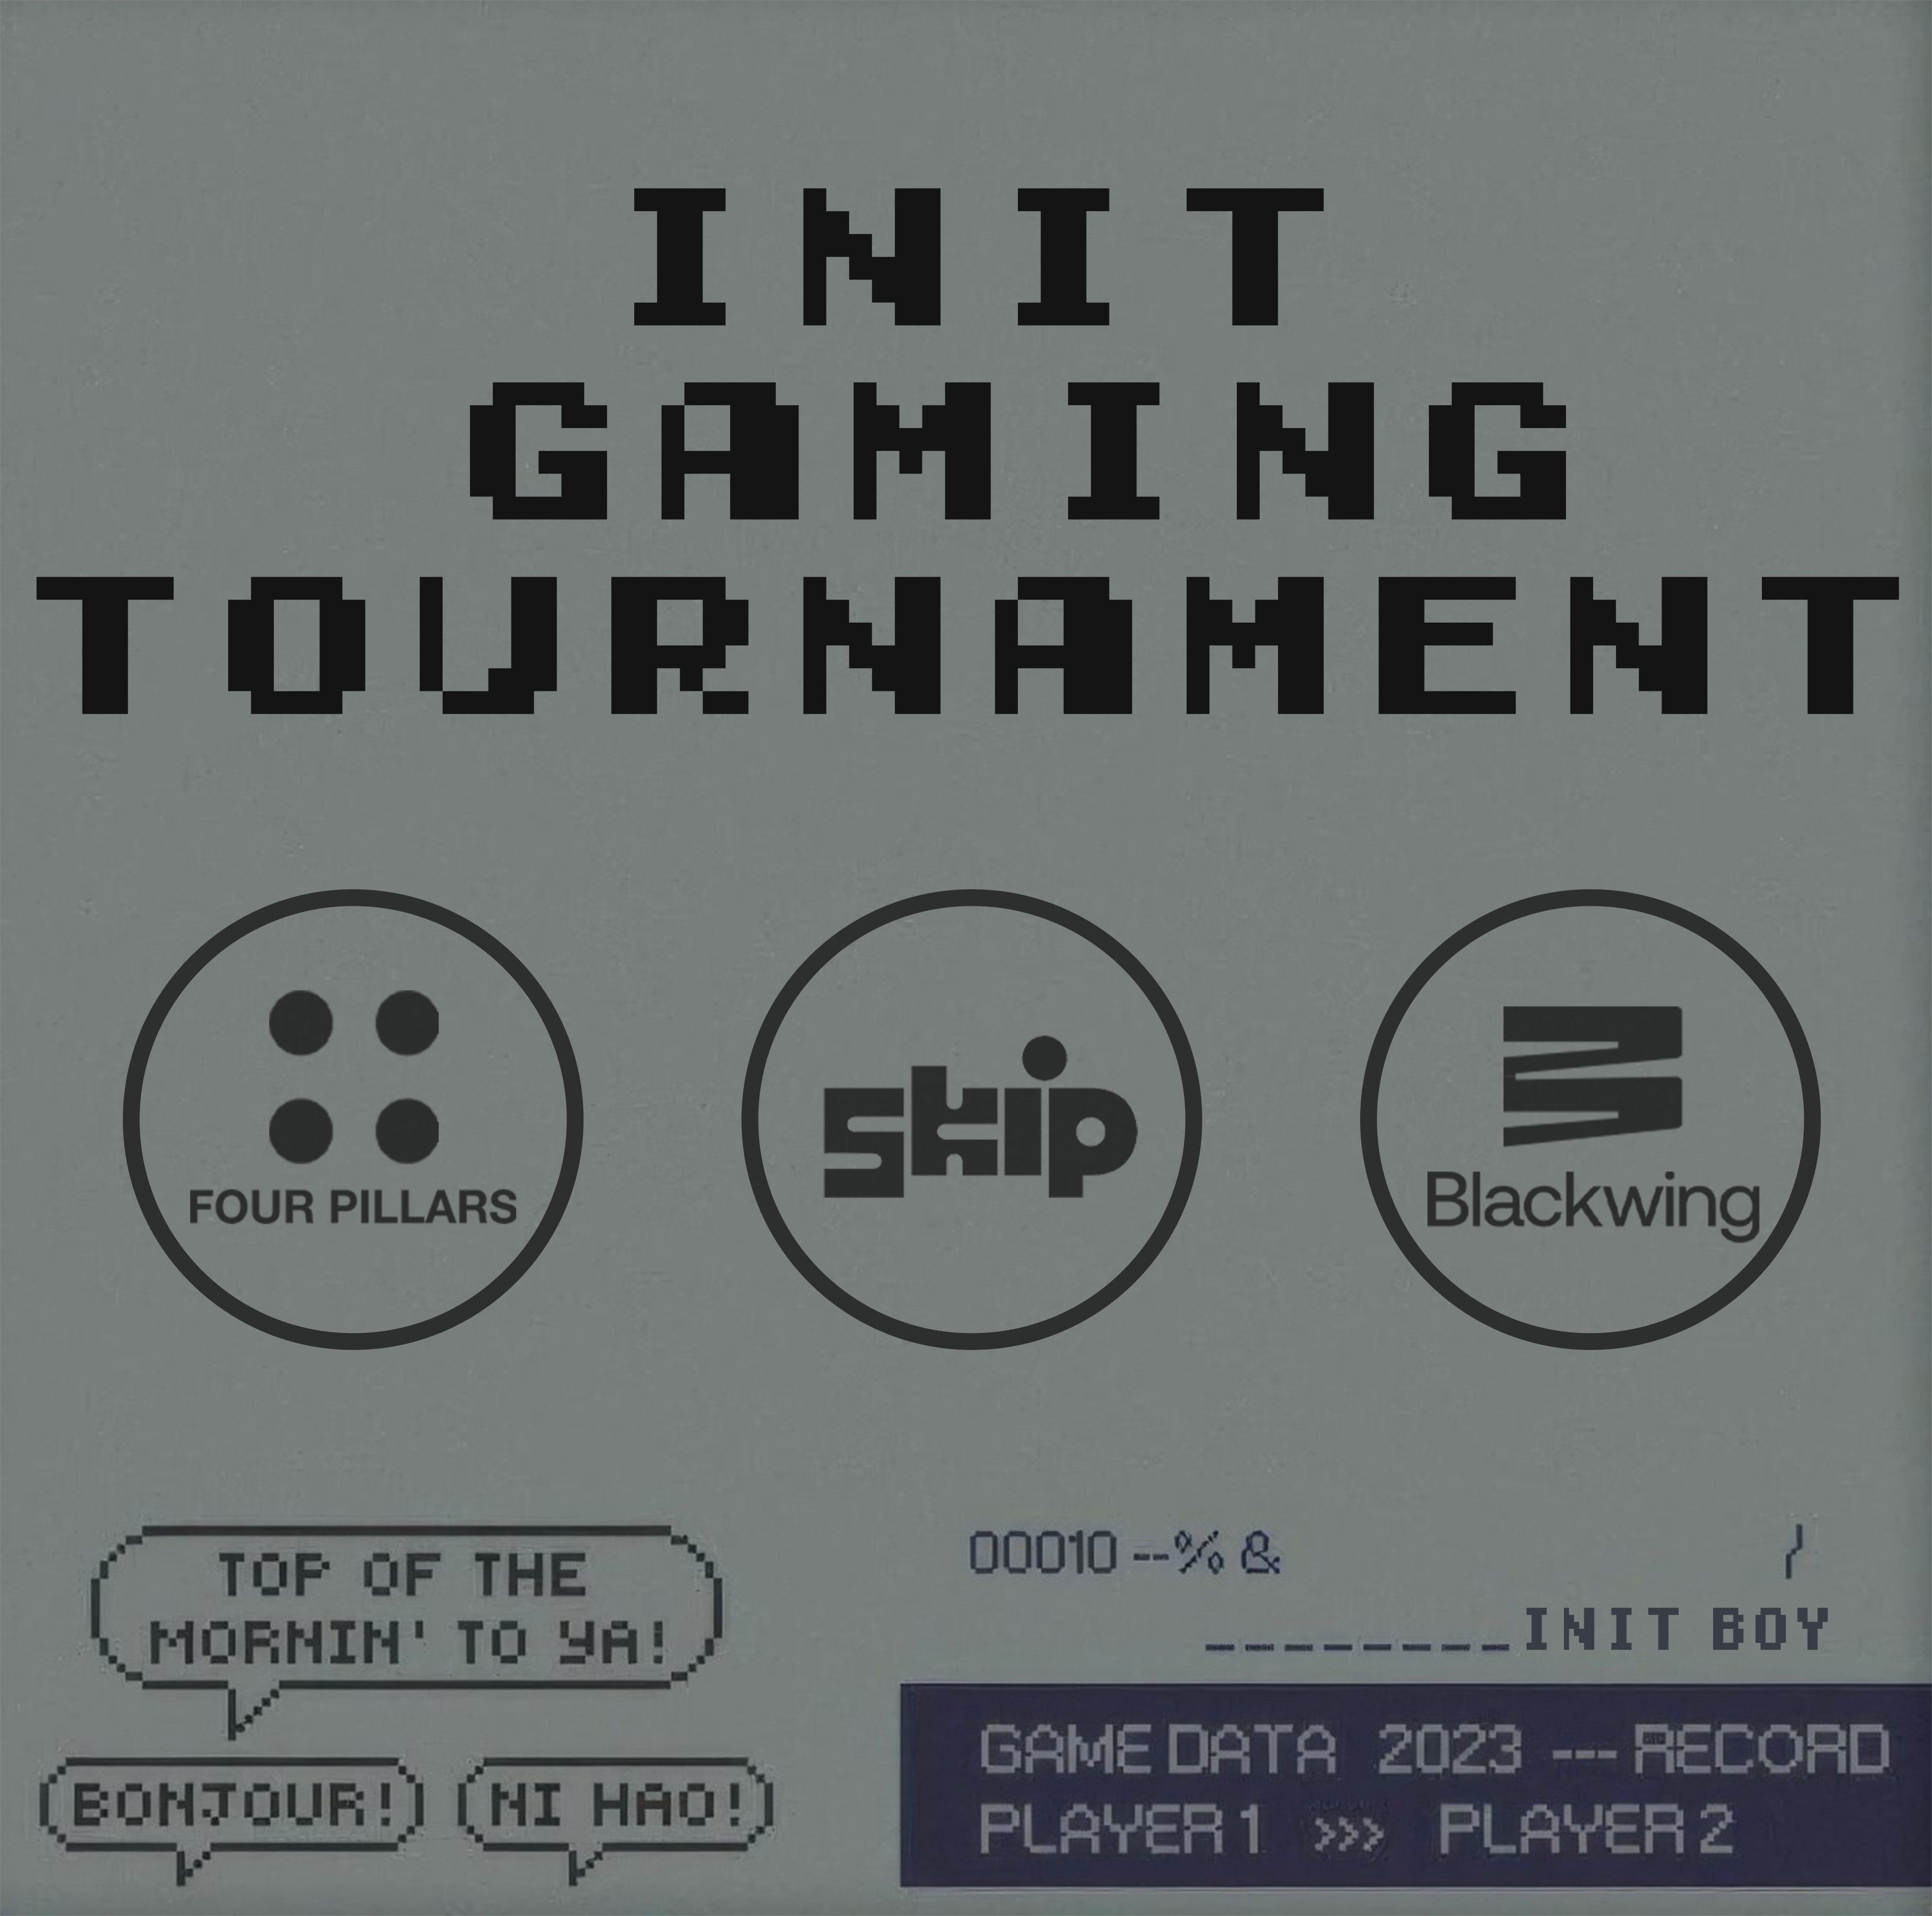 INIT
GAMING
TOURNAMENT
FOUR PILLARS
skip
Blackwing
TOP OF THE
MORNIN' TO YA!
BONJOUR!
NI HAO!
00010 --% & /
_ _ _ _ _ _ _ _ INIT BOY
GAME DATA 2023 --- RECORD
PLAYER 1 >>> PLAYER 2